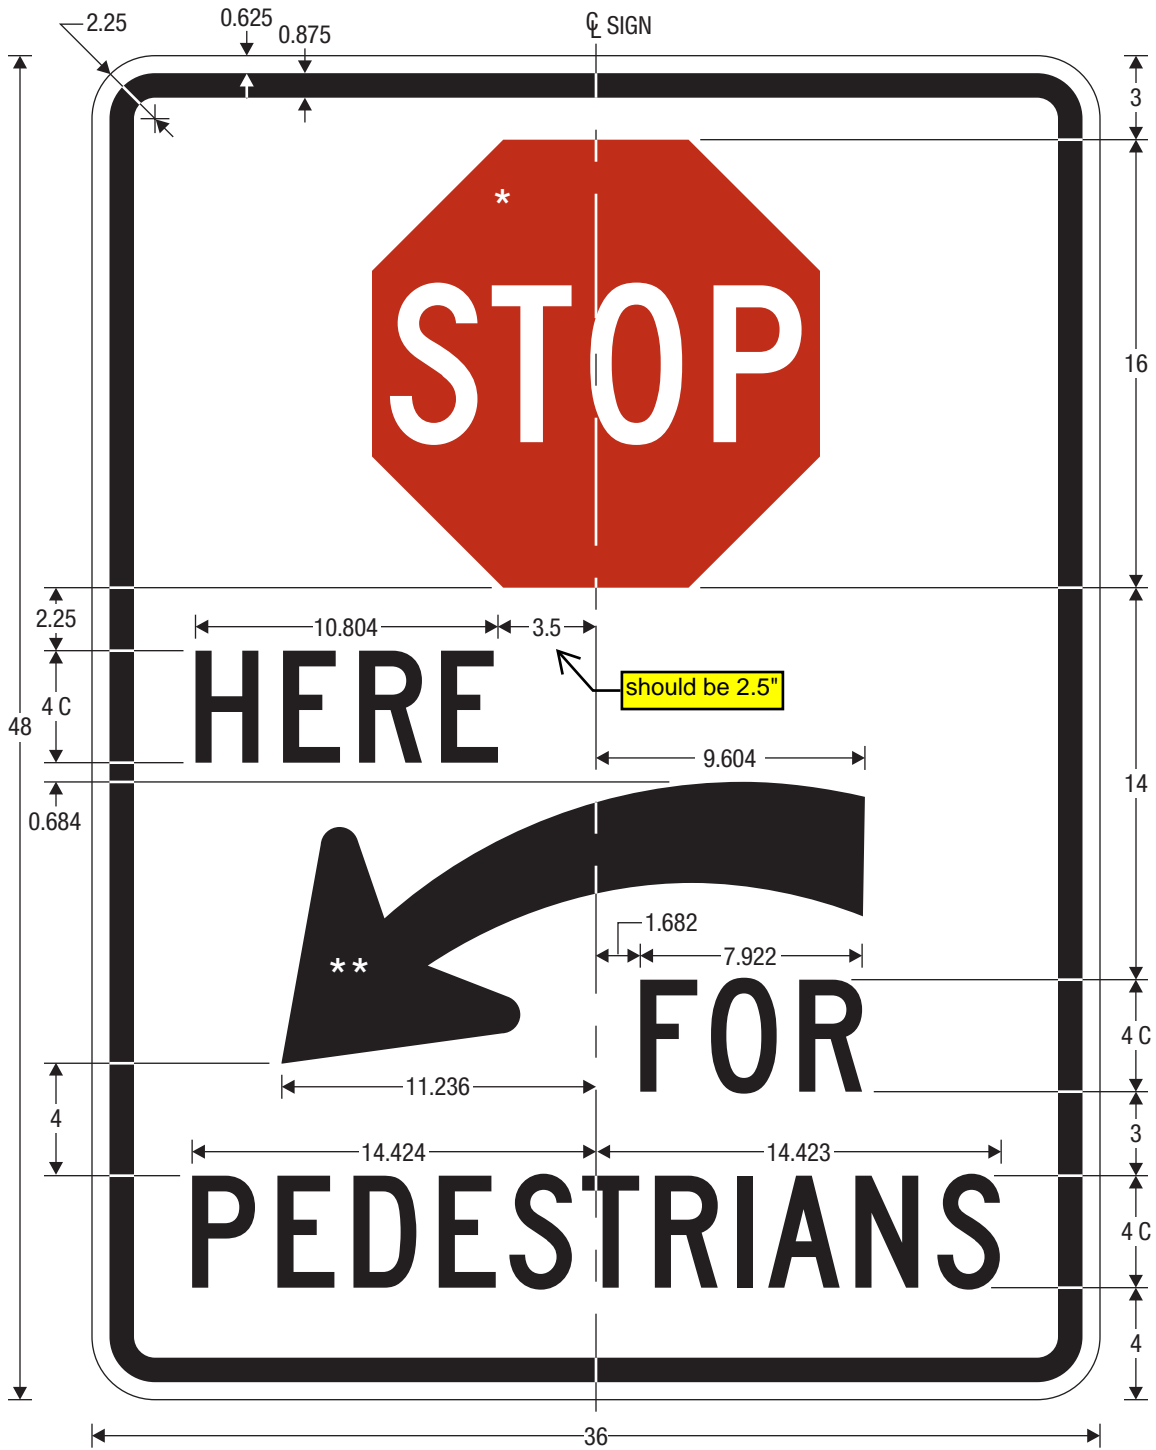 2.25
0.625
0.875
℄ SIGN
3
*
STOP
16
2.25
10.804
3.5
should be 2.5"
HERE
4 C
48
9.604
14
0.684
1.682
**
7.922
FOR
4 C
11.236
4
3
14.424
14.423
PEDESTRIANS
4 C
4
36